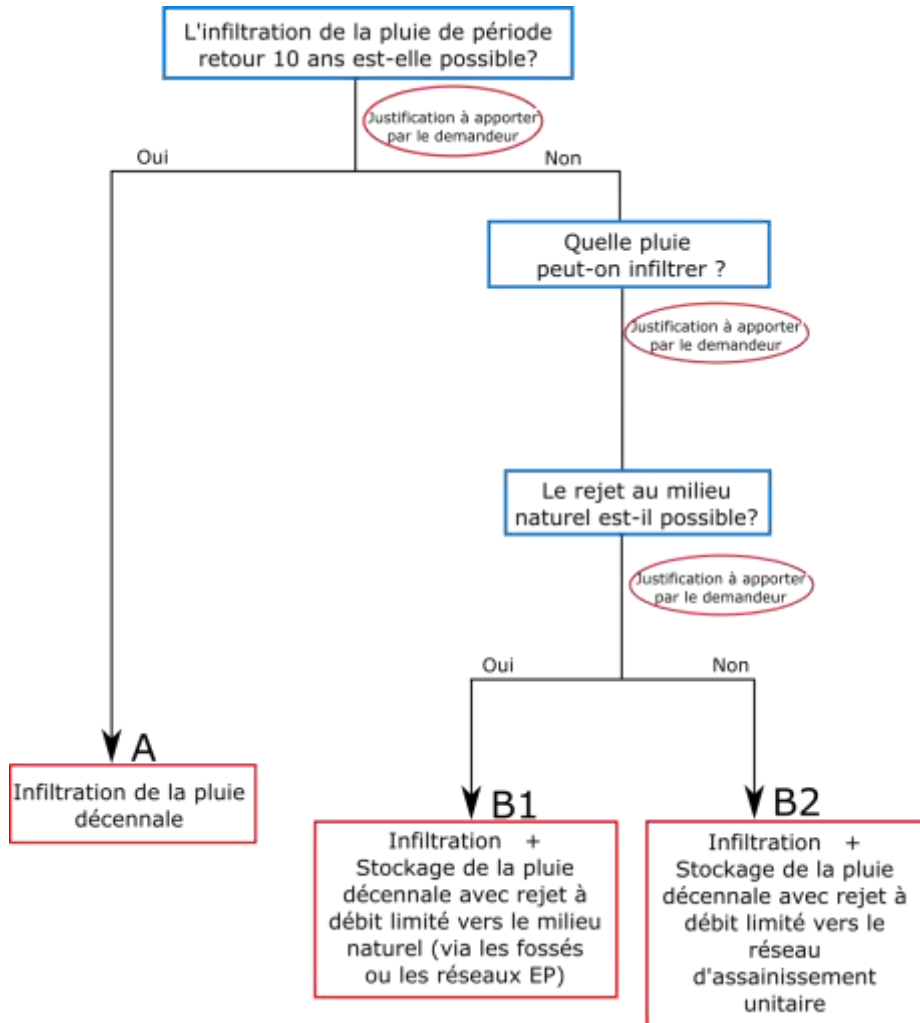 L'infiltration de la pluie de période
retour 10 ans est-elle possible?
Justification à apporter
par le demandeur
Oui
Non
Quelle pluie
peut-on infiltrer ?
Justification à apporter
par le demandeur
Le rejet au milieu
naturel est-il possible?
Justification à apporter
par le demandeur
Oui
Non
A
Infiltration de la pluie
décennale
B1
Infiltration +
Stockage de la pluie
décennale avec rejet à
débit limité vers le milieu
naturel (via les fossés
ou les réseaux EP)
B2
Infiltration +
Stockage de la pluie
décennale avec rejet à
débit limité vers le
réseau
d'assainissement
unitaire